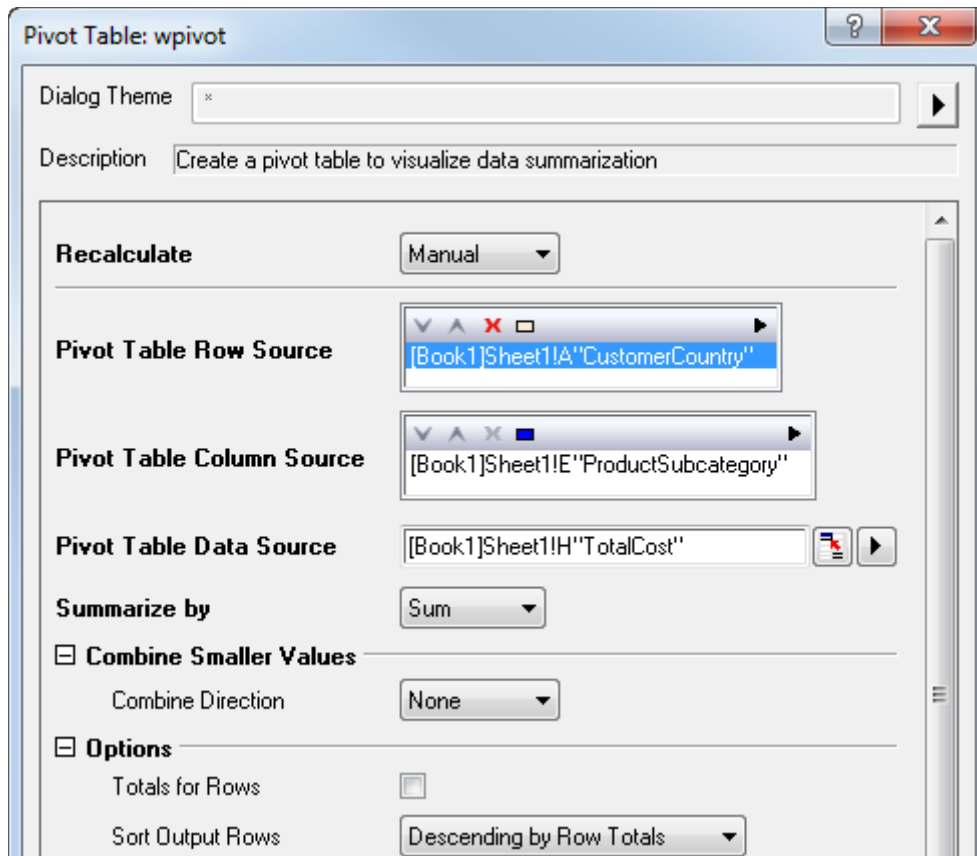 Pivot Table: wpivot
Dialog Theme *
Description Create a pivot table to visualize data summarization
Recalculate Manual
Pivot Table Row Source [Book1]Sheet1!A"CustomerCountry"
Pivot Table Column Source [Book1]Sheet1!E"ProductSubcategory"
Pivot Table Data Source [Book1]Sheet1!H"TotalCost"
Summarize by Sum
Combine Smaller Values
Combine Direction None
Options
Totals for Rows
Sort Output Rows Descending by Row Totals